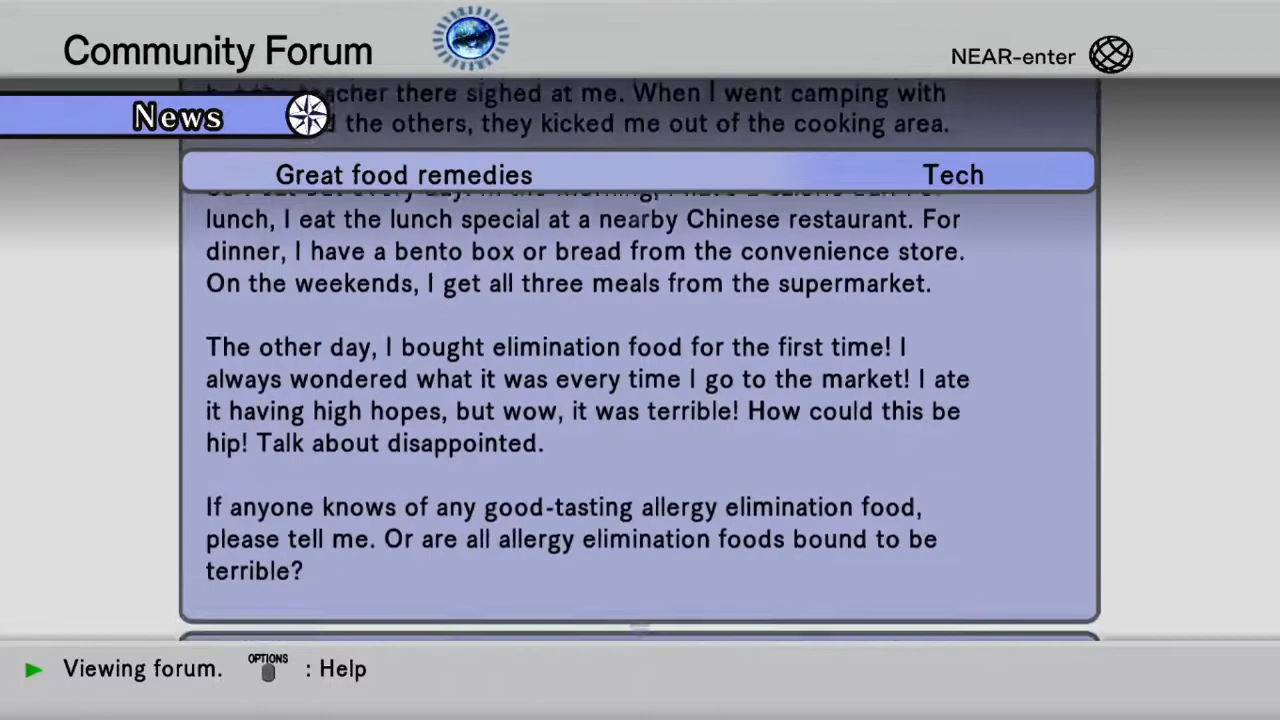 Community Forum
NEAR-enter
teacher there sighed at me. When I went camping with
News
the others, they kicked me out of the cooking area.
Great food remedies
Tech
lunch, I eat the lunch special at a nearby Chinese restaurant. For
dinner, I have a bento box or bread from the convenience store.
On the weekends, I get all three meals from the supermarket.
The other day, I bought elimination food for the first time! I
always wondered what it was every time I go to the market! I ate
it having high hopes, but wow, it was terrible! How could this be
hip! Talk about disappointed.
If anyone knows of any good-tasting allergy elimination food,
please tell me. Or are all allergy elimination foods bound to be
terrible?
Viewing forum.
OPTIONS
: Help